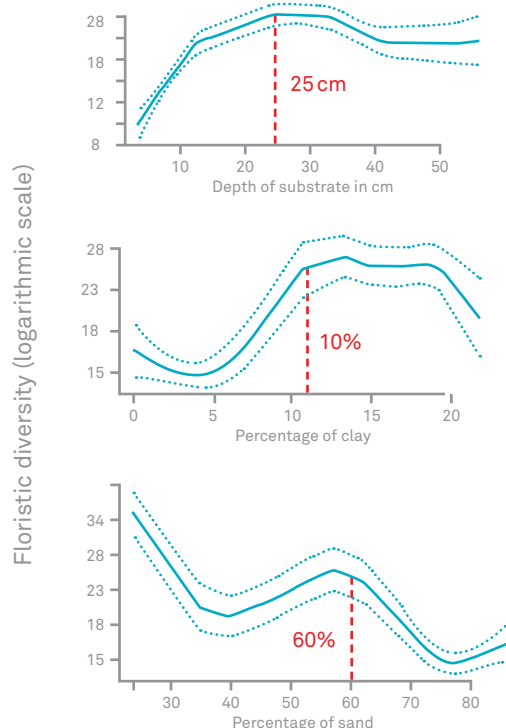 Floristic diversity (logarithmic scale)
28
18
12
8
25 cm
10 20 30 40 50
Depth of substrate in cm
28
23
18
15
10%
0 5 10 15 20
Percentage of clay
34
28
23
18
15
60%
30 40 50 60 70 80
Percentage of sand